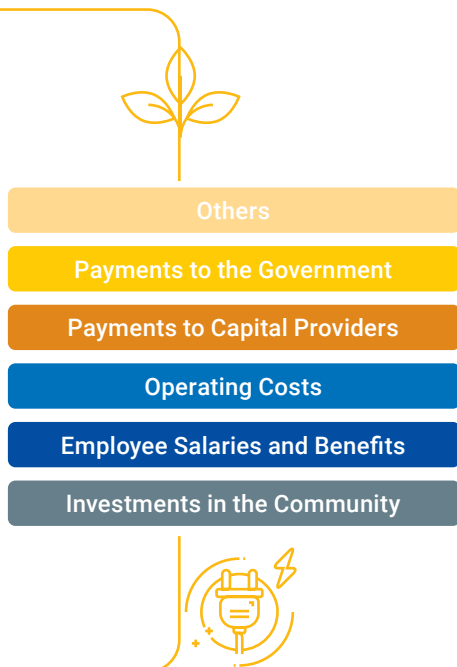 Others
Payments to the Government
Payments to Capital Providers
Operating Costs
Employee Salaries and Benefits
Investments in the Community